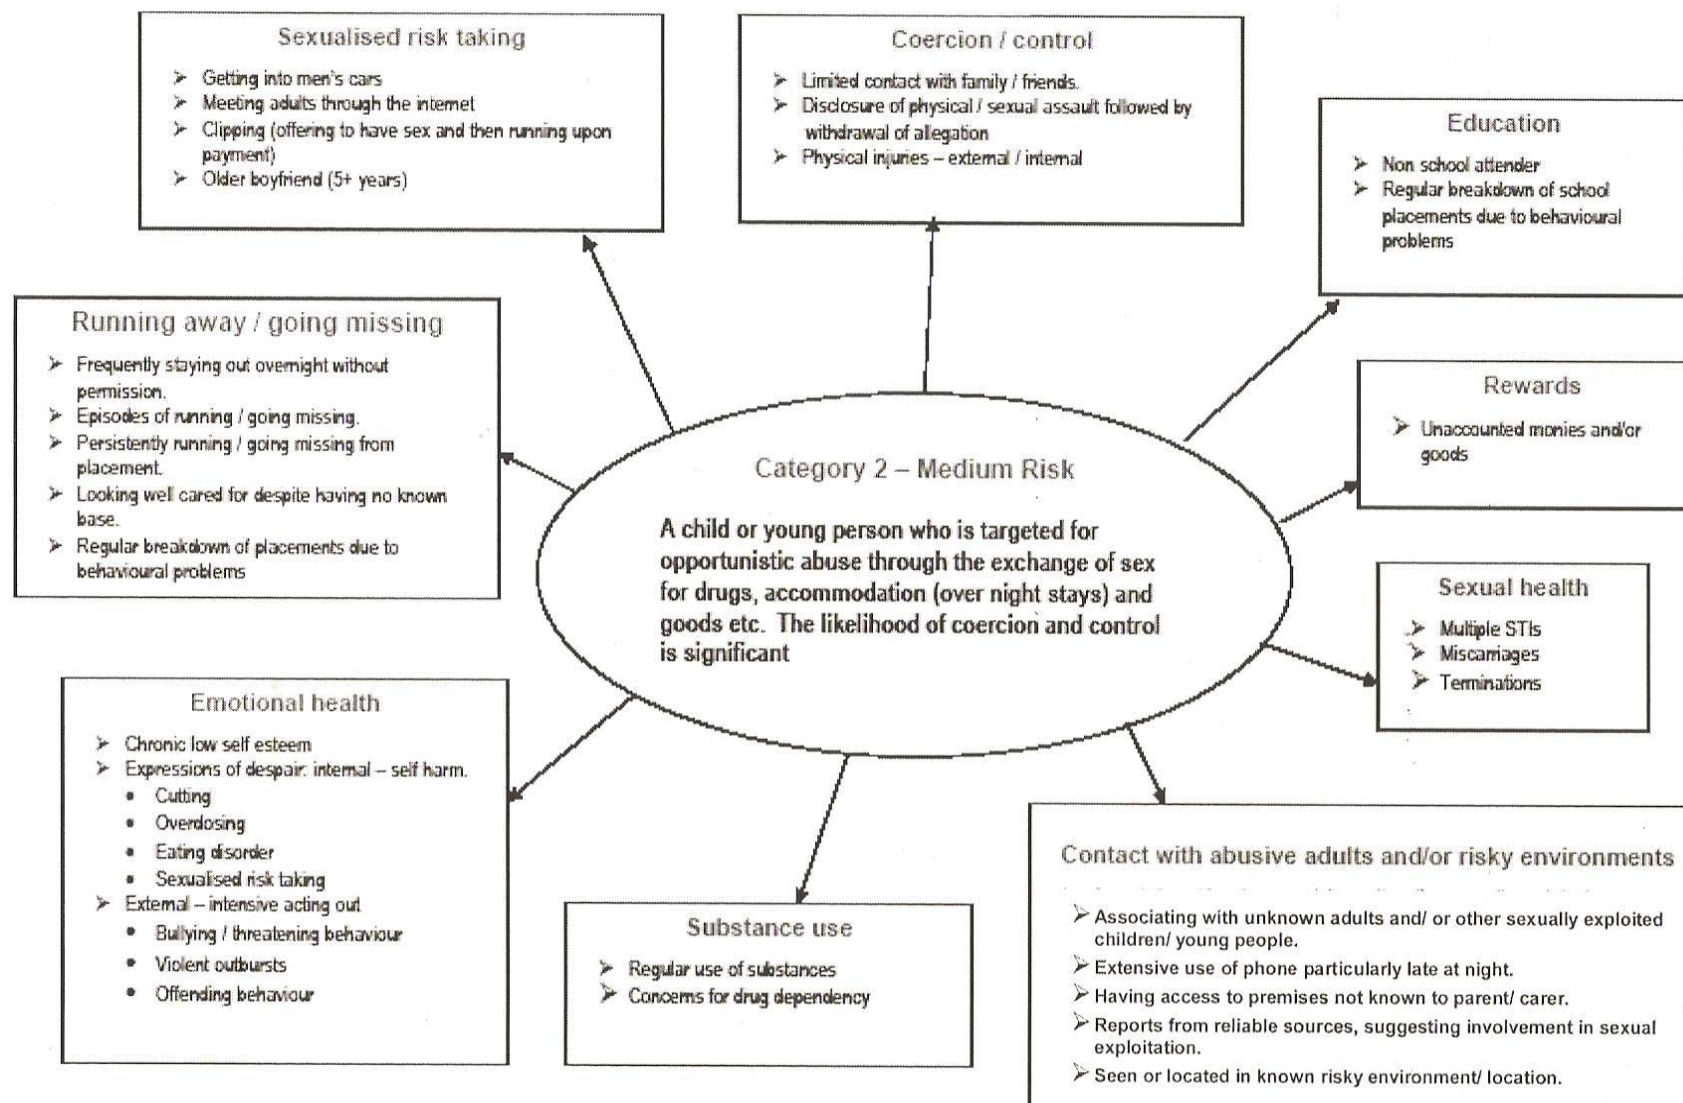 Sexualised risk taking
➢ Getting into men's cars
➢ Meeting adults through the internet
➢ Clipping (offering to have sex and then running upon
payment)
➢ Older boyfriend (5+ years)
Coercion / control
➢ Limited contact with family / friends.
➢ Disclosure of physical / sexual assault followed by
withdrawal of allegation
➢ Physical injuries – external / internal
Education
➢ Non school attender
➢ Regular breakdown of school
placements due to behavioural
problems
Running away / going missing
➢ Frequently staying out overnight without
permission.
➢ Episodes of running / going missing.
➢ Persistently running / going missing from
placement.
➢ Looking well cared for despite having no known
base.
➢ Regular breakdown of placements due to
behavioural problems
Rewards
➢ Unaccounted monies and/or
goods
Category 2 – Medium Risk
A child or young person who is targeted for
opportunistic abuse through the exchange of sex
for drugs, accommodation (over night stays) and
goods etc. The likelihood of coercion and control
is significant
Sexual health
➢ Multiple STIs
➢ Miscarriages
➢ Terminations
Emotional health
➢ Chronic low self esteem
➢ Expressions of despair: internal – self harm.
• Cutting
• Overdosing
• Eating disorder
• Sexualised risk taking
➢ External – intensive acting out
• Bullying / threatening behaviour
• Violent outbursts
• Offending behaviour
Substance use
➢ Regular use of substances
➢ Concerns for drug dependency
Contact with abusive adults and/or risky environments
➢ Associating with unknown adults and/ or other sexually exploited
children/ young people.
➢ Extensive use of phone particularly late at night.
➢ Having access to premises not known to parent/ carer.
➢ Reports from reliable sources, suggesting involvement in sexual
exploitation.
➢ Seen or located in known risky environment/ location.